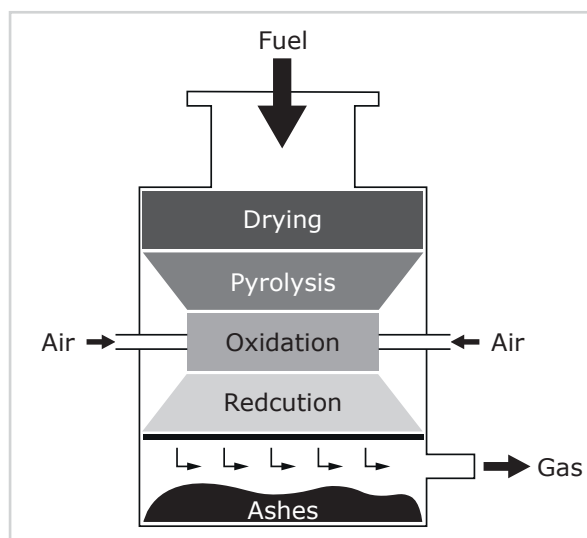 Fuel
Drying
Pyrolysis
Air
Oxidation
Air
Redcution
Gas
Ashes